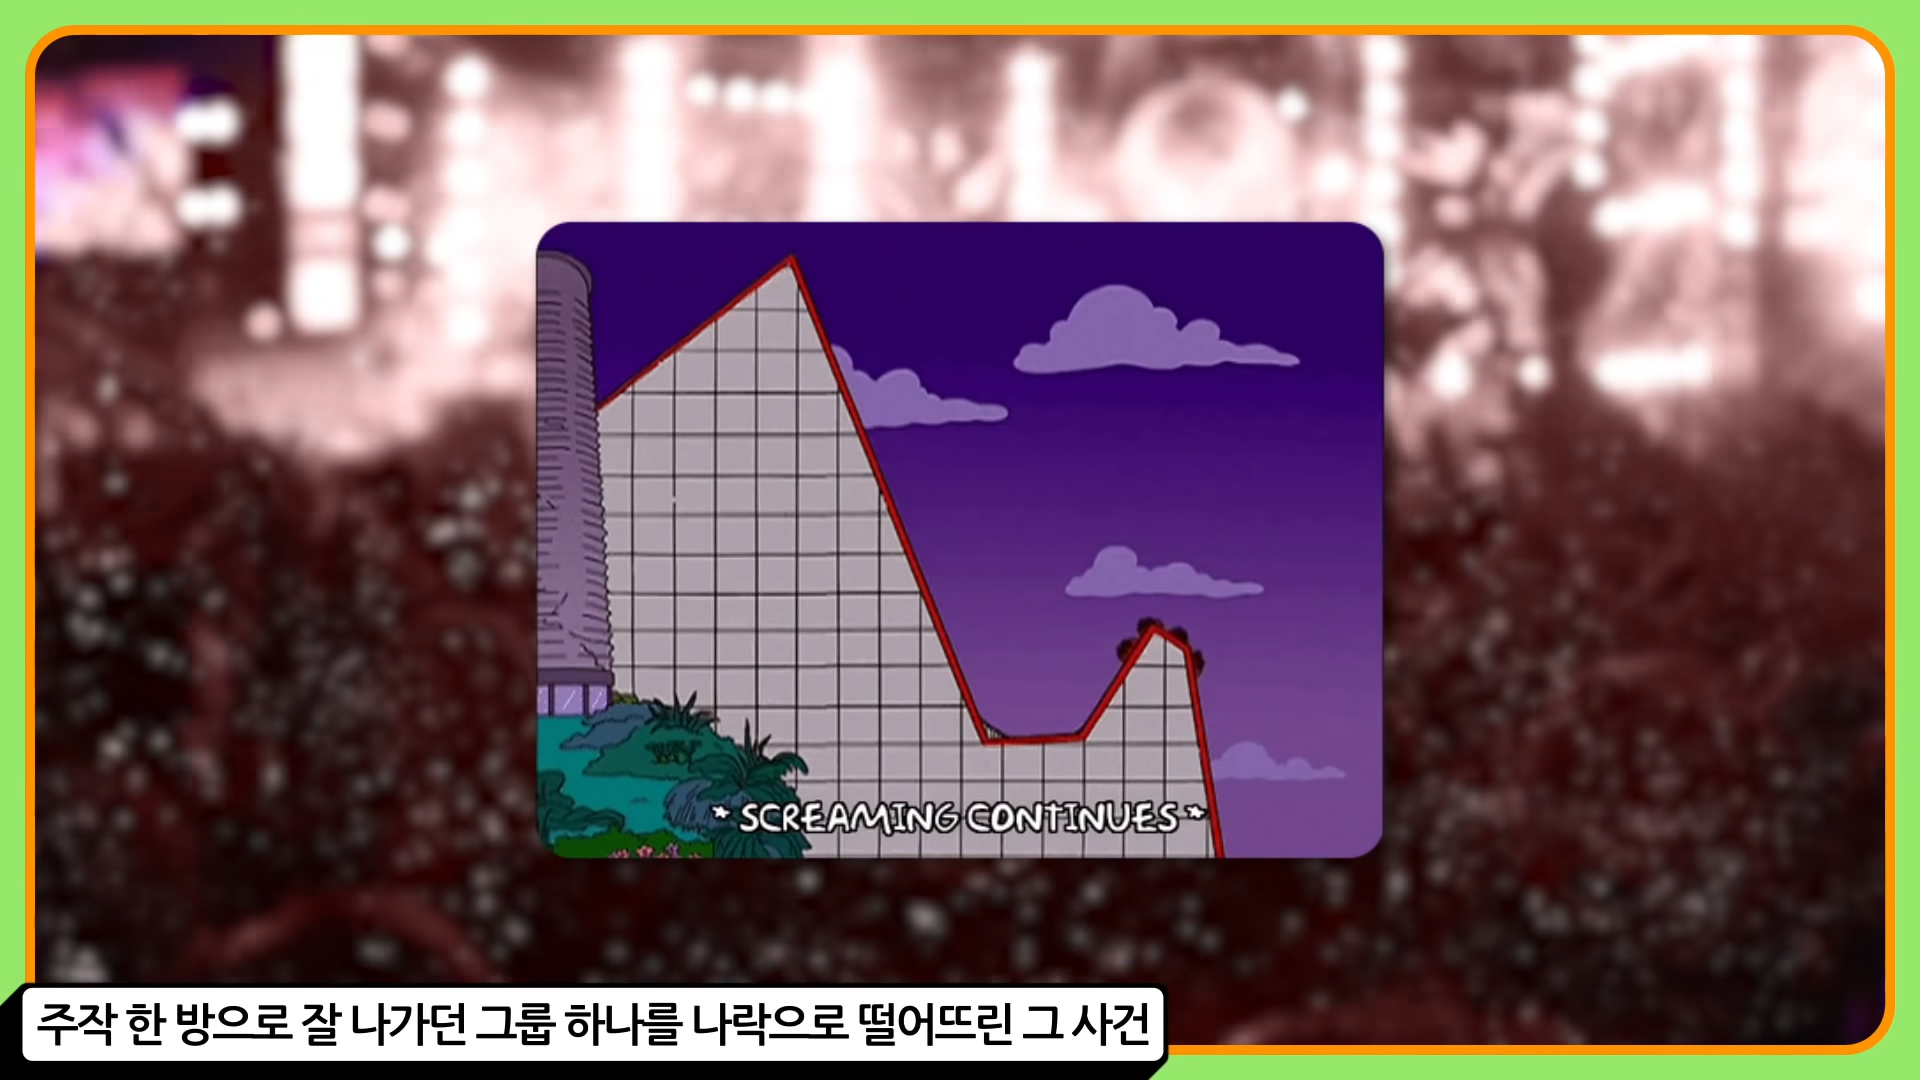 * SCREAMING CONTINUES *
주작 한 방으로 잘 나가던 그룹 하나를 나락으로 떨어뜨린 그 사건